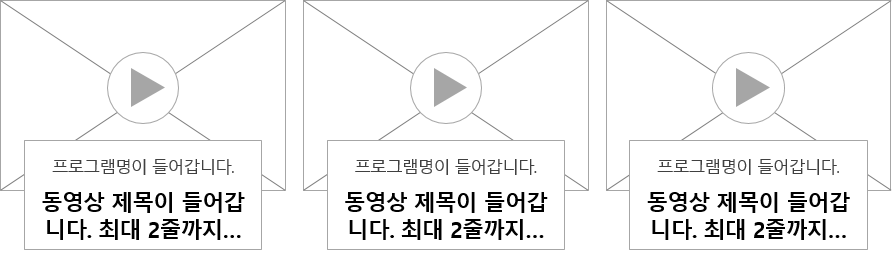 프로그램명이 들어갑니다.
동영상 제목이 들어갑
니다. 최대 2줄까지...
프로그램명이 들어갑니다.
동영상 제목이 들어갑
니다. 최대 2줄까지...
프로그램명이 들어갑니다.
동영상 제목이 들어갑
니다. 최대 2줄까지...